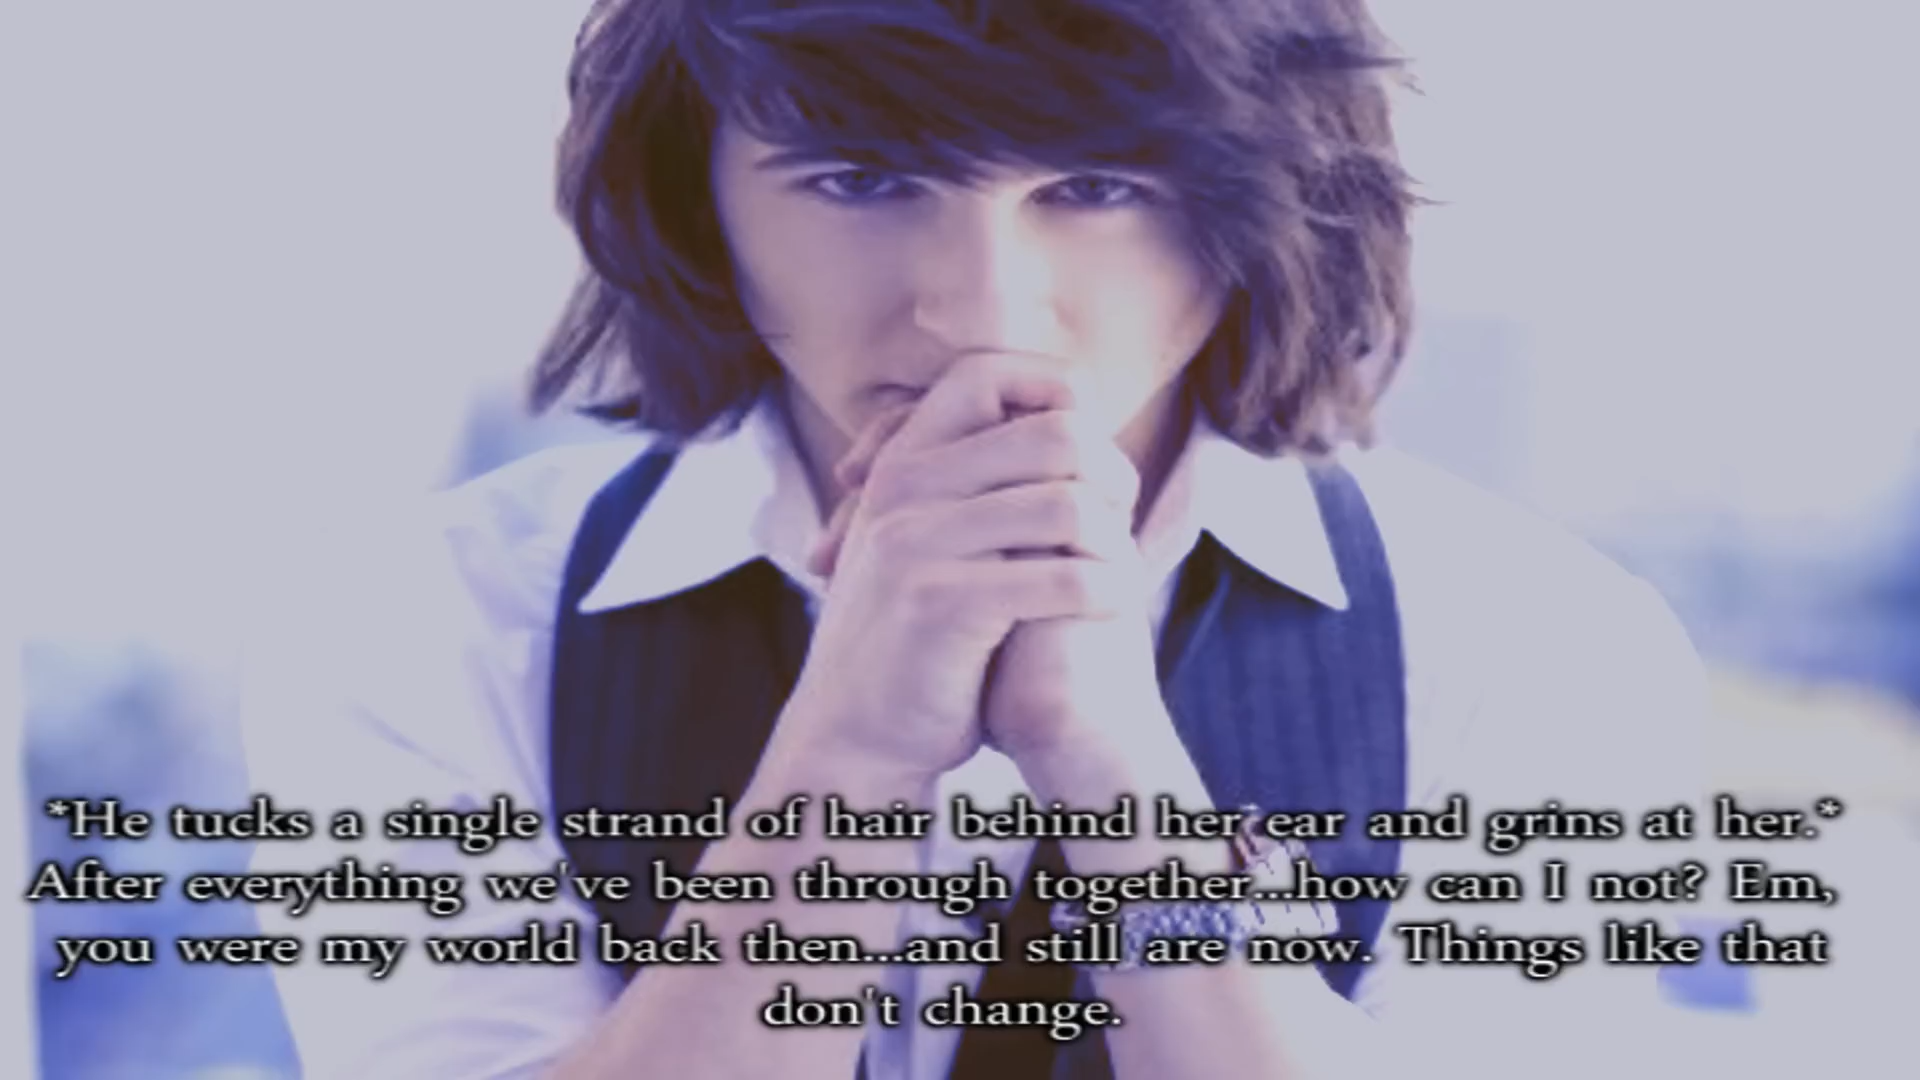 *He tucks a single strand of hair behind her ear and grins at her.*
After everything we've been through together...how can I not? Em,
you were my world back then...and still are now. Things like that
don't change.